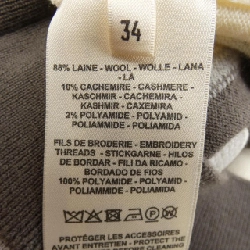 34
88% LAINE - WOOL - WOLLE - LANA -
LÃ
10% CACHEMIRE - CASHMERE -
KASCHMIR - CACHEMIRA -
KASHMIR - CAXEMIRA
2% POLYAMIDE - POLYAMID -
POLIAMMIDE - POLIAMIDA
FILS DE BRODERIE - EMBROIDERY
THREADS - STICKGARNE - HILOS
DE BORDAR - FILI DA RICAMO -
BORDADO DE FIOS
100% POLYAMIDE - POLYAMID -
POLIAMMIDE - POLIAMIDA
PROTÉGER LES ACCESSOIRES
AVANT ENTRETIEN - PROTECT THE